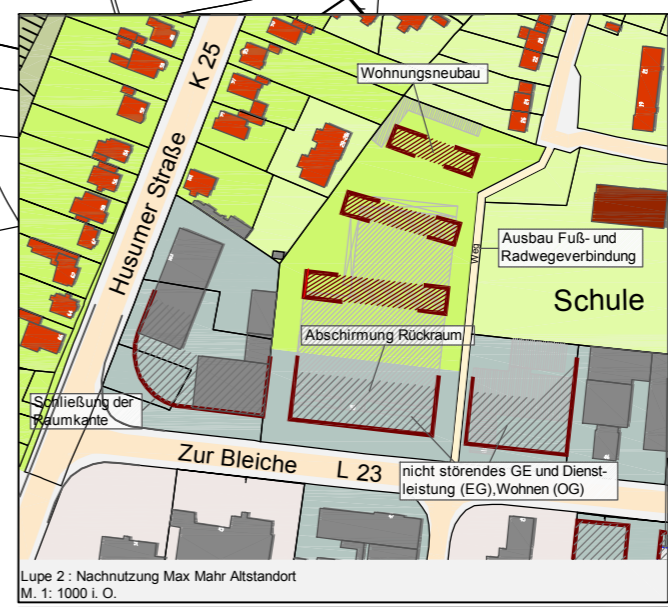 Wohnungsneubau
K 25
Husumer Straße
Weg
Ausbau Fuß- und
Radwegeverbindung
Schule
Abschirmung Rückraum
Schließung der
Raumkante
Zur Bleiche L 23
nicht störendes GE und Dienst-
leistung (EG),Wohnen (OG)
Lupe 2 : Nachnutzung Max Mahr Altstandort
M. 1: 1000 i. O.